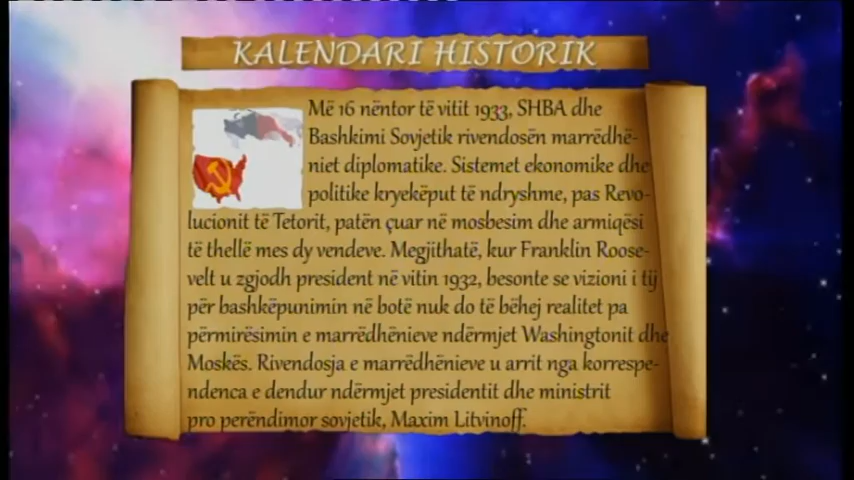 KALENDARI HISTORIK
Më 16 nëntor të vitit 1933, SHBA dhe
Bashkimi Sovjetik rivendosën marrëdhë-
niet diplomatike. Sistemet ekonomike dhe
politike kryekëput të ndryshme, pas Revo-
lucionit të Tetorit, patën çuar në mosbesim dhe armiqësi
të thellë mes dy vendeve. Megjithatë, kur Franklin Roose-
velt u zgjodh president në vitin 1932, besonte se vizioni i tij
për bashkëpunimin në botë nuk do të bëhej realitet pa
përmirësimin e marrëdhënieve ndërmjet Washingtonit dhe
Moskës. Rivendosja e marrëdhënieve u arrit nga korrespe-
ndenca e dendur ndërmjet presidentit dhe ministrit
pro perëndimor sovjetik, Maxim Litvinoff.